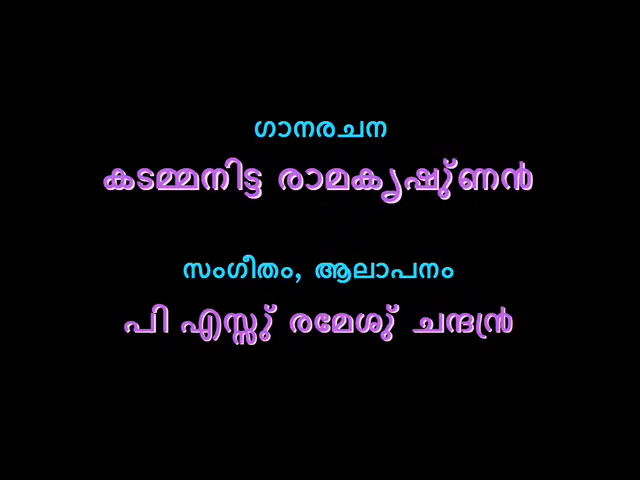 ഗാനരചന
കടമ്മനിട്ട രാമകൃഷു്ണൻ
സംഗീതം, ആലാപനം
പി എസ്സു് രമേശു് ചന്ദ്രൻ